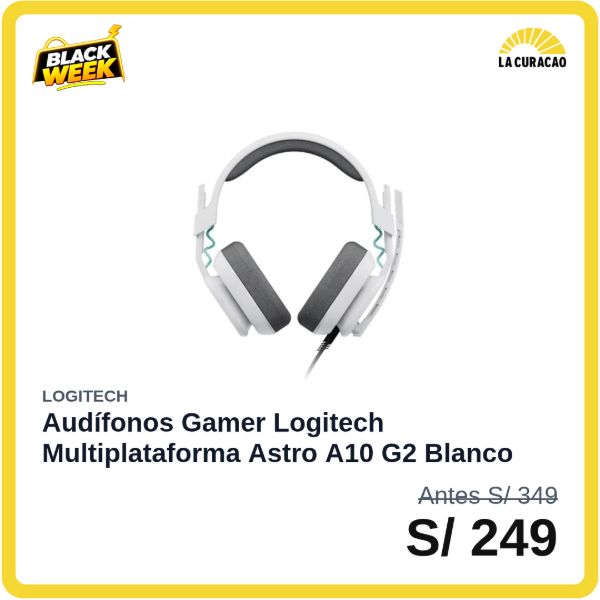 BLACK
WEEK
LA CURACAO
LOGITECH
Audífonos Gamer Logitech
Multiplataforma Astro A10 G2 Blanco
Antes S/ 349
S/ 249